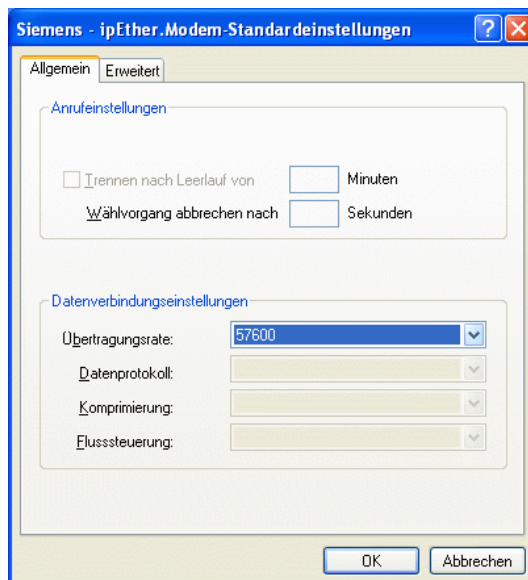 Siemens - ipEther.Modem-Standardeinstellungen
Allgemein Erweitert
Anrufeinstellungen
Trennen nach Leerlauf von Minuten
Wählvorgang abbrechen nach Sekunden
Datenverbindungseinstellungen
Übertragungsrate: 57600
Datenprotokoll:
Komprimierung:
Flusssteuerung:
OK Abbrechen